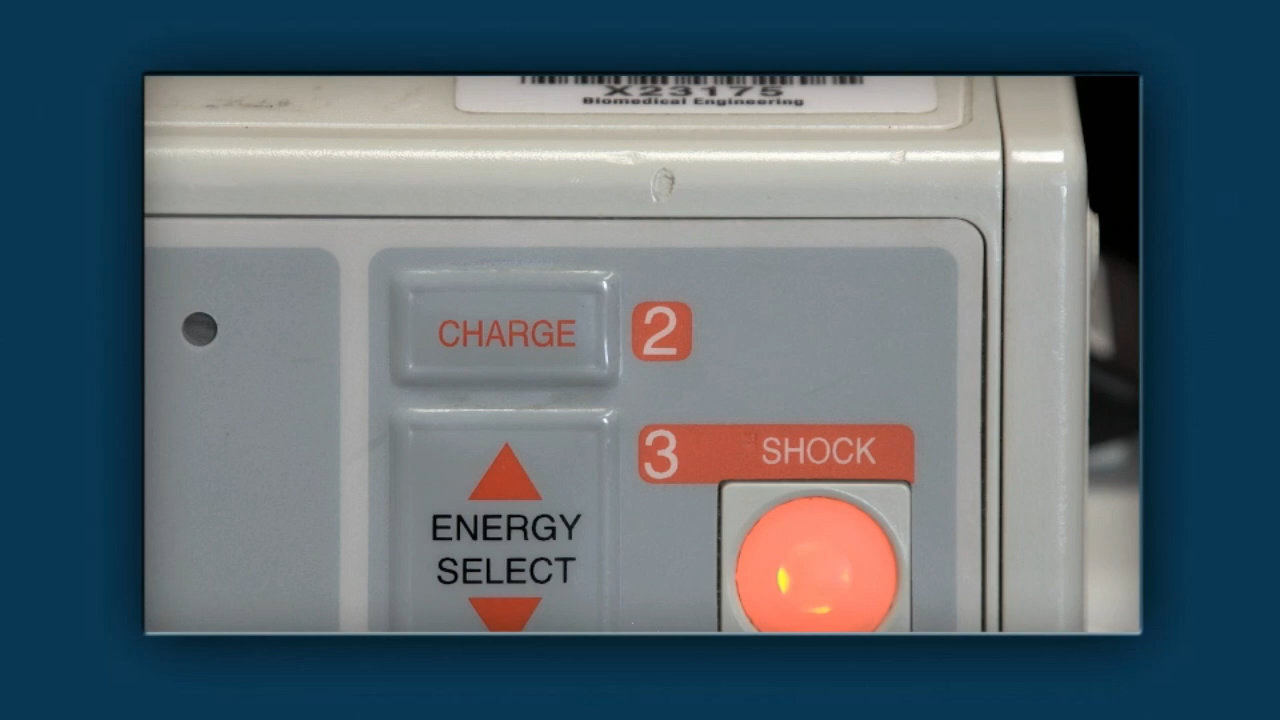 X23175
Biomedical Engineering
CHARGE
2
3 SHOCK
ENERGY
SELECT